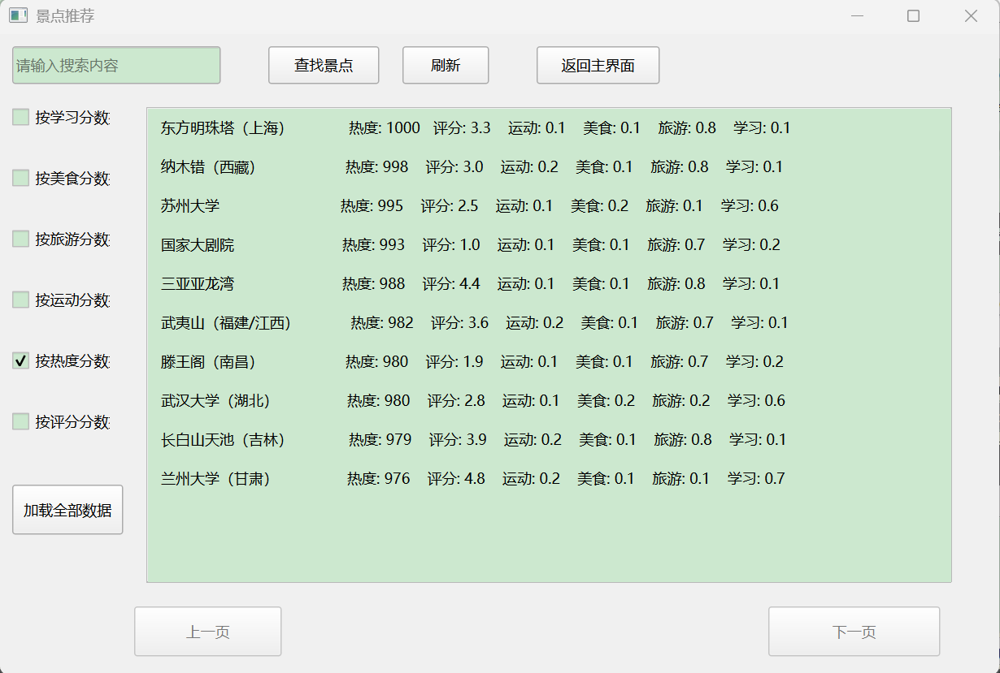 景点推荐
请输入搜索内容 查找景点 刷新 返回主界面
按学习分数
按美食分数
按旅游分数
按运动分数
按热度分数
按评分分数
加载全部数据
东方明珠塔（上海） 热度: 1000 评分: 3.3 运动: 0.1 美食: 0.1 旅游: 0.8 学习: 0.1
纳木错（西藏） 热度: 998 评分: 3.0 运动: 0.2 美食: 0.1 旅游: 0.8 学习: 0.1
苏州大学 热度: 995 评分: 2.5 运动: 0.1 美食: 0.2 旅游: 0.1 学习: 0.6
国家大剧院 热度: 993 评分: 1.0 运动: 0.1 美食: 0.1 旅游: 0.7 学习: 0.2
三亚亚龙湾 热度: 988 评分: 4.4 运动: 0.1 美食: 0.1 旅游: 0.8 学习: 0.1
武夷山（福建/江西） 热度: 982 评分: 3.6 运动: 0.2 美食: 0.1 旅游: 0.7 学习: 0.1
滕王阁（南昌） 热度: 980 评分: 1.9 运动: 0.1 美食: 0.1 旅游: 0.7 学习: 0.2
武汉大学（湖北） 热度: 980 评分: 2.8 运动: 0.1 美食: 0.2 旅游: 0.2 学习: 0.6
长白山天池（吉林） 热度: 979 评分: 3.9 运动: 0.2 美食: 0.1 旅游: 0.8 学习: 0.1
兰州大学（甘肃） 热度: 976 评分: 4.8 运动: 0.2 美食: 0.1 旅游: 0.1 学习: 0.7
上一页 下一页